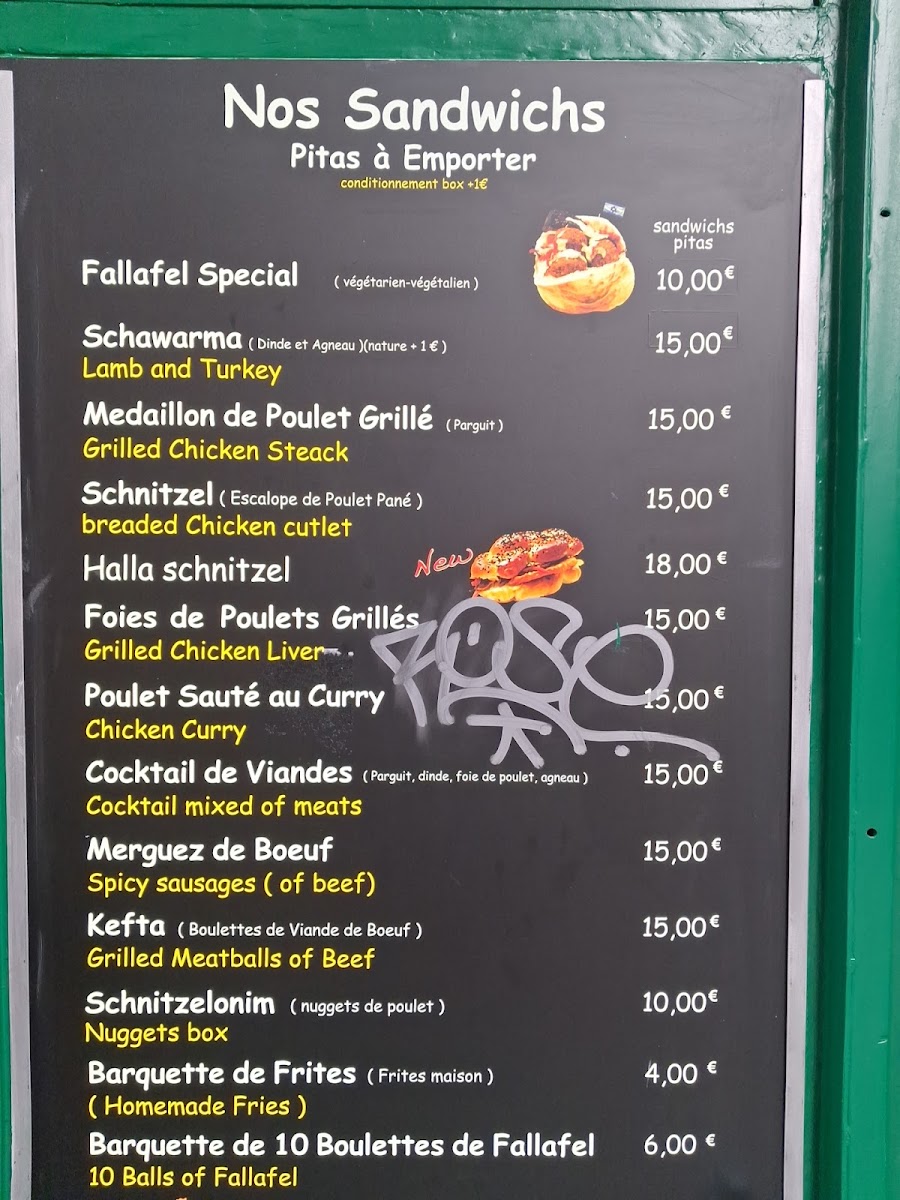 Nos Sandwichs
Pitas à Emporter
conditionnement box +1€
sandwichs
pitas
Fallafel Special ( végétarien-végétalien ) 10,00€
Schawarma ( Dinde et Agneau )(nature + 1 € ) 15,00€
Lamb and Turkey
Medaillon de Poulet Grillé ( Parguit ) 15,00 €
Grilled Chicken Steack
Schnitzel ( Escalope de Poulet Pané ) 15,00 €
breaded Chicken cutlet
Halla schnitzel New 18,00 €
Foies de Poulets Grillés 15,00 €
Grilled Chicken Liver
Poulet Sauté au Curry 15,00 €
Chicken Curry
Cocktail de Viandes ( Parguit, dinde, foie de poulet, agneau ) 15,00 €
Cocktail mixed of meats
Merguez de Boeuf 15,00 €
Spicy sausages ( of beef)
Kefta ( Boulettes de Viande de Boeuf ) 15,00 €
Grilled Meatballs of Beef
Schnitzelonim ( nuggets de poulet ) 10,00€
Nuggets box
Barquette de Frites ( Frites maison ) 4,00 €
( Homemade Fries )
Barquette de 10 Boulettes de Fallafel 6,00 €
10 Balls of Fallafel